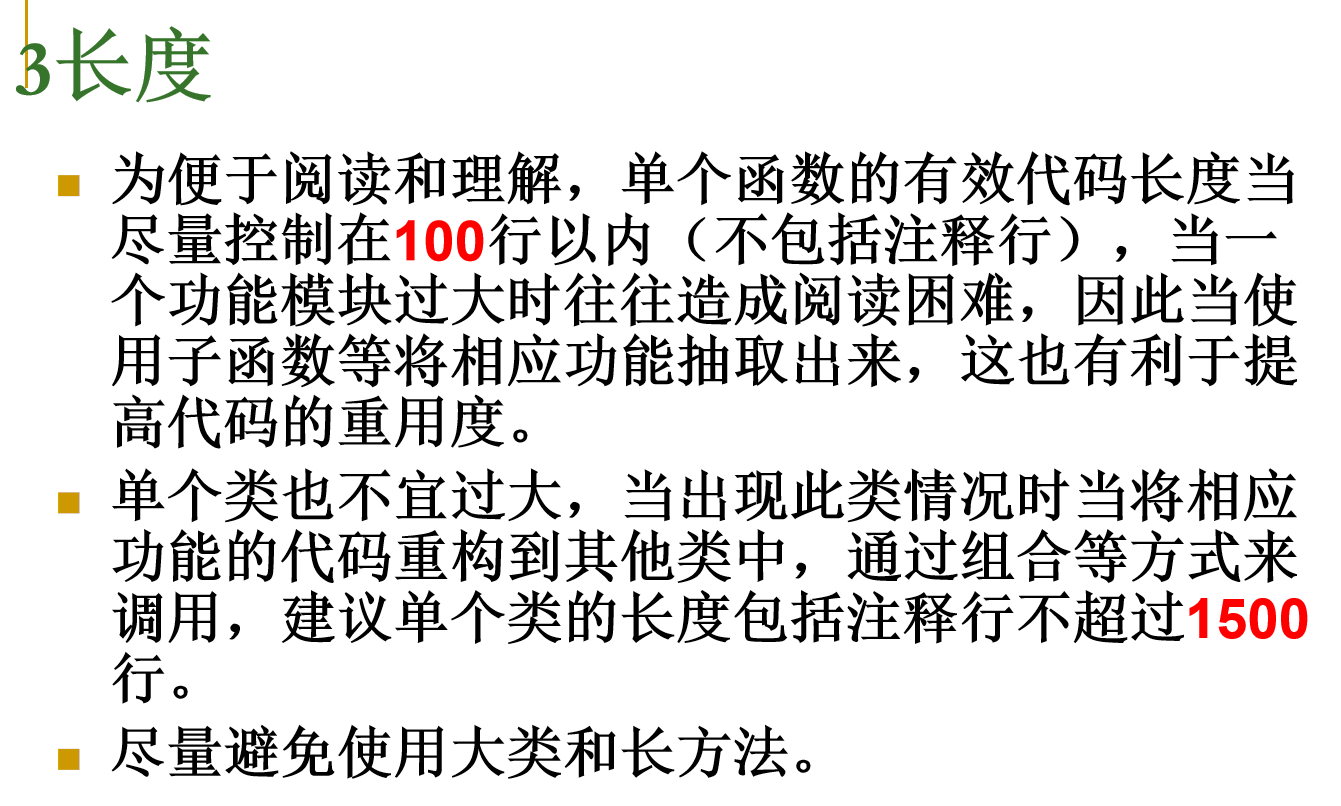 3长度
为便于阅读和理解，单个函数的有效代码长度当
尽量控制在100行以内（不包括注释行），当一
个功能模块过大时往往造成阅读困难，因此当使
用子函数等将相应功能抽取出来，这也有利于提
高代码的重用度。
单个类也不宜过大，当出现此类情况时当将相应
功能的代码重构到其他类中，通过组合等方式来
调用，建议单个类的长度包括注释行不超过1500
行。
尽量避免使用大类和长方法。